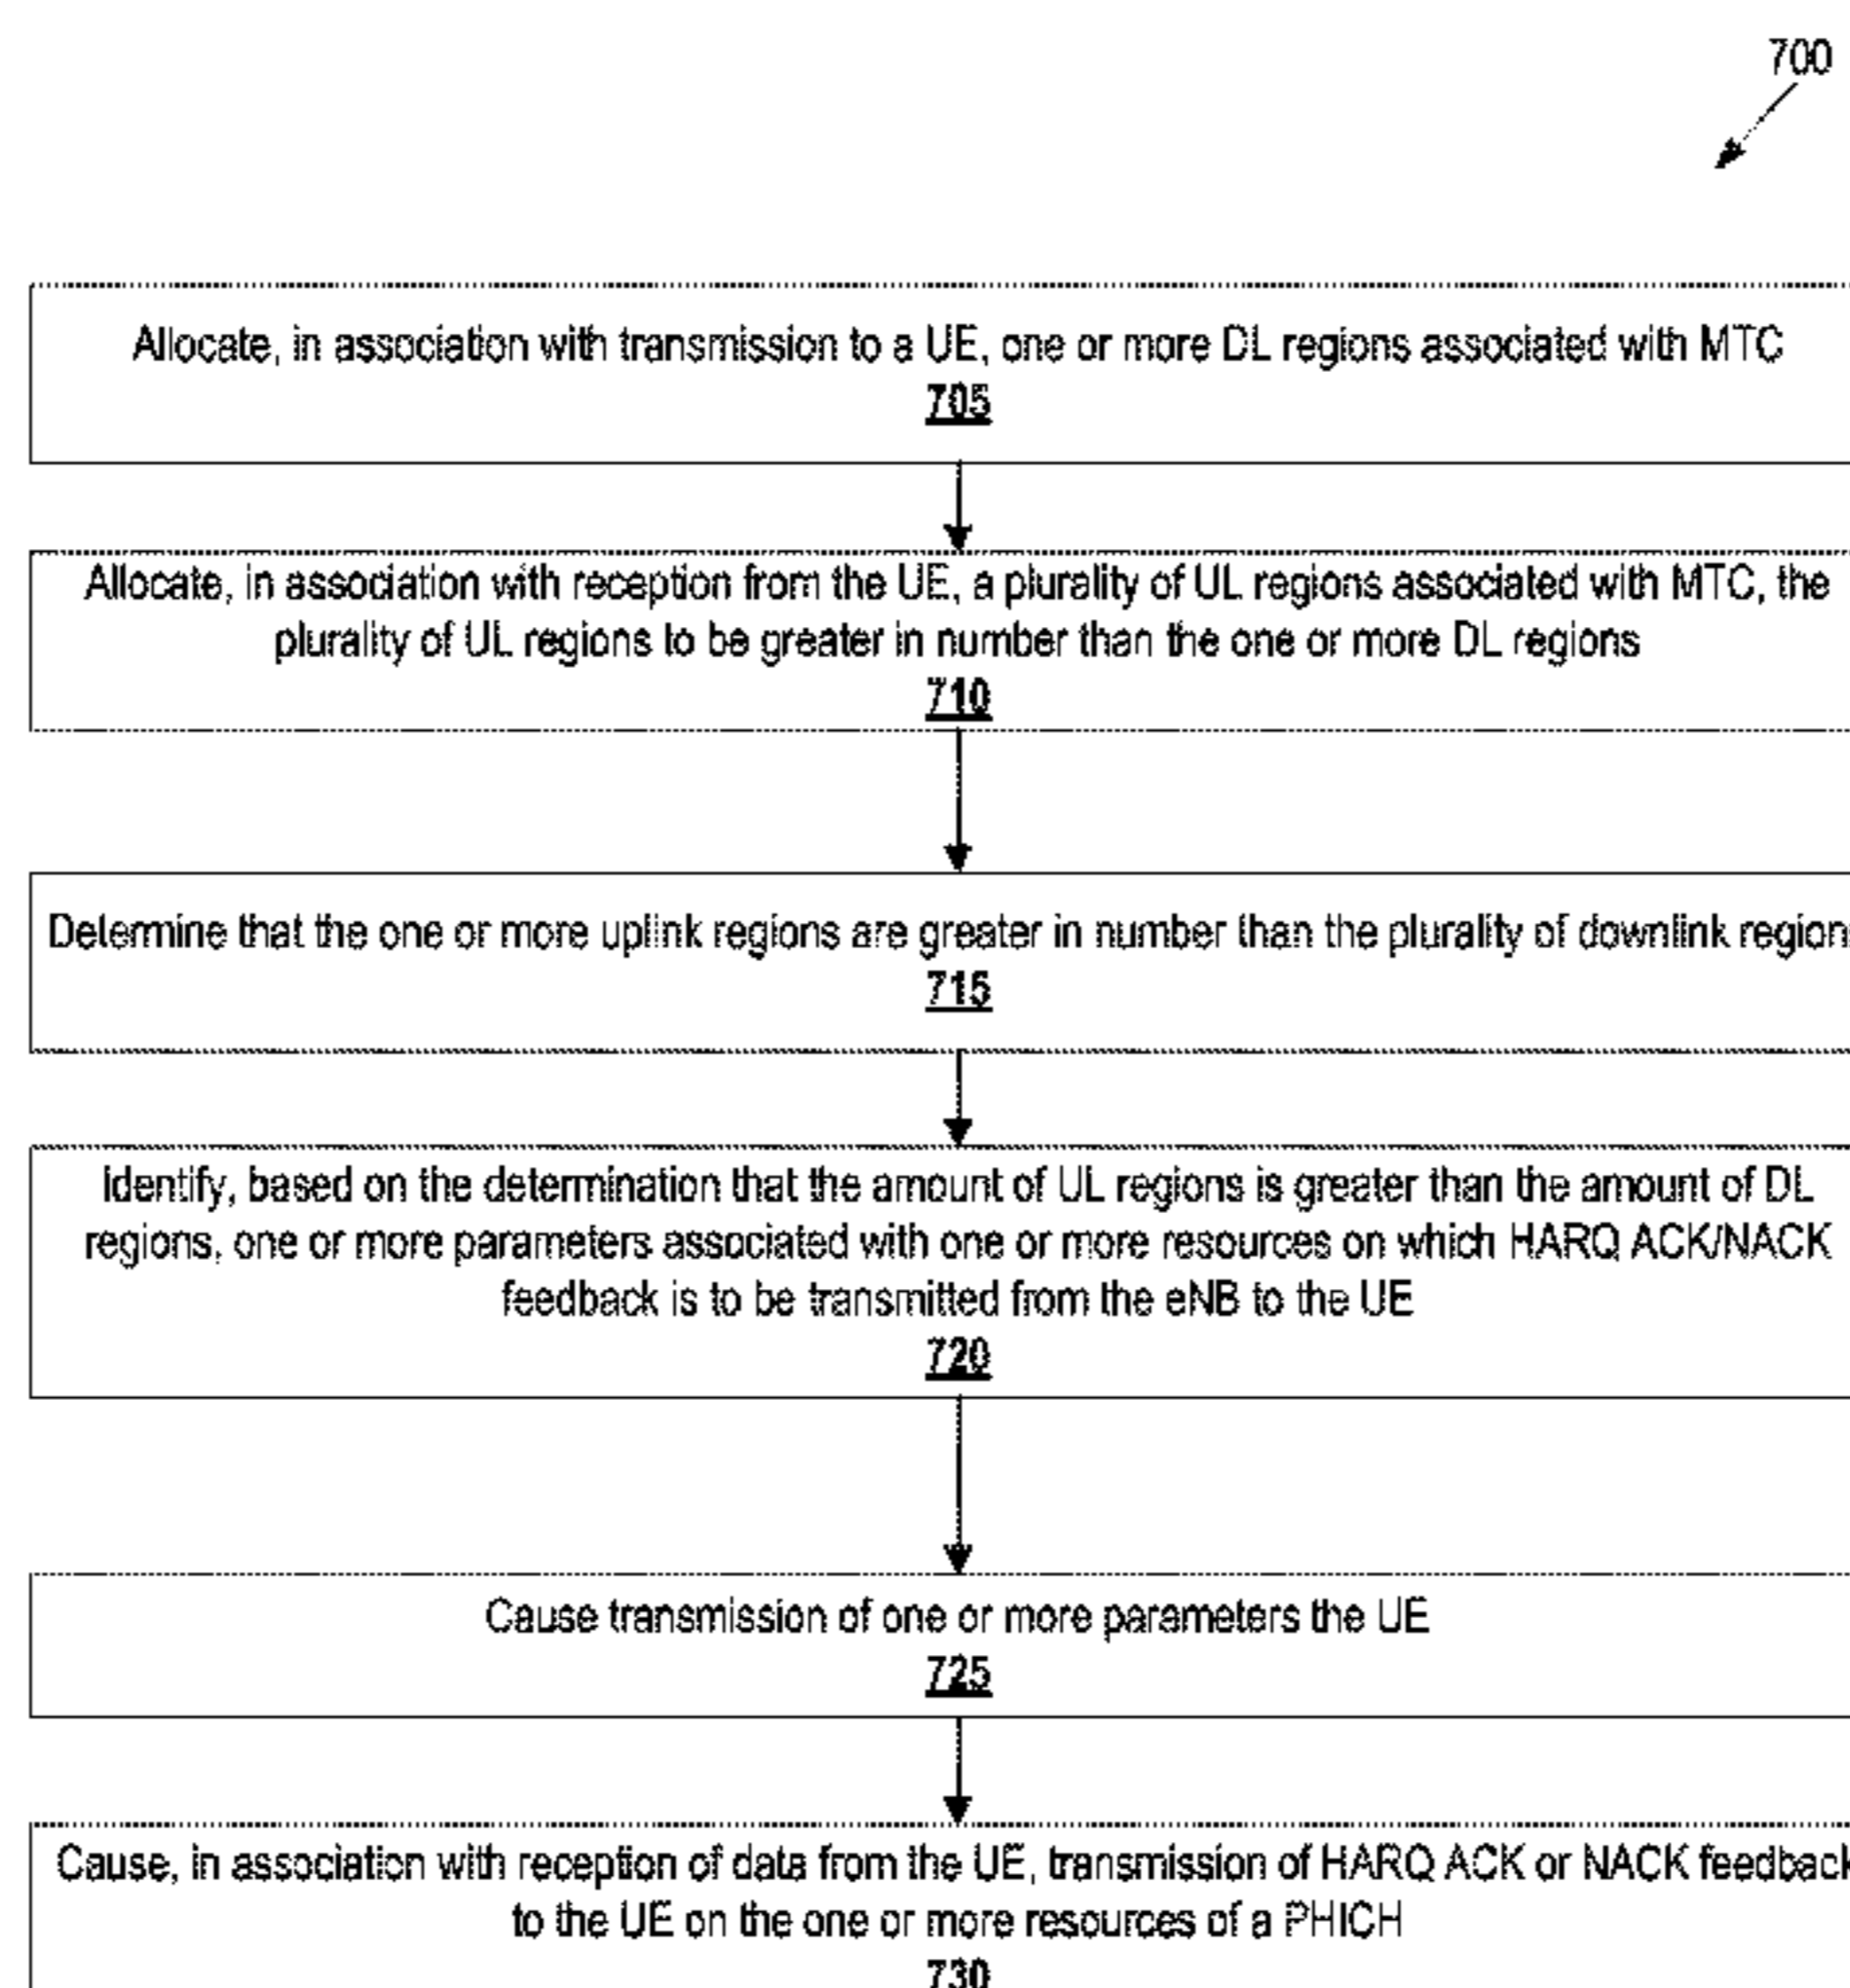 700
Allocate, in association with transmission to a UE, one or more DL regions associated with MTC
705
Allocate, in association with reception from the UE, a plurality of UL regions associated with MTC, the
plurality of UL regions to be greater in number than the one or more DL regions
710
Determine that the one or more uplink regions are greater in number than the plurality of downlink regions
715
Identify, based on the determination that the amount of UL regions is greater than the amount of DL
regions, one or more parameters associated with one or more resources on which HARQ ACK/NACK
feedback is to be transmitted from the eNB to the UE
720
Cause transmission of one or more parameters the UE
725
Cause, in association with reception of data from the UE, transmission of HARQ ACK or NACK feedback
to the UE on the one or more resources of a PHICH
730